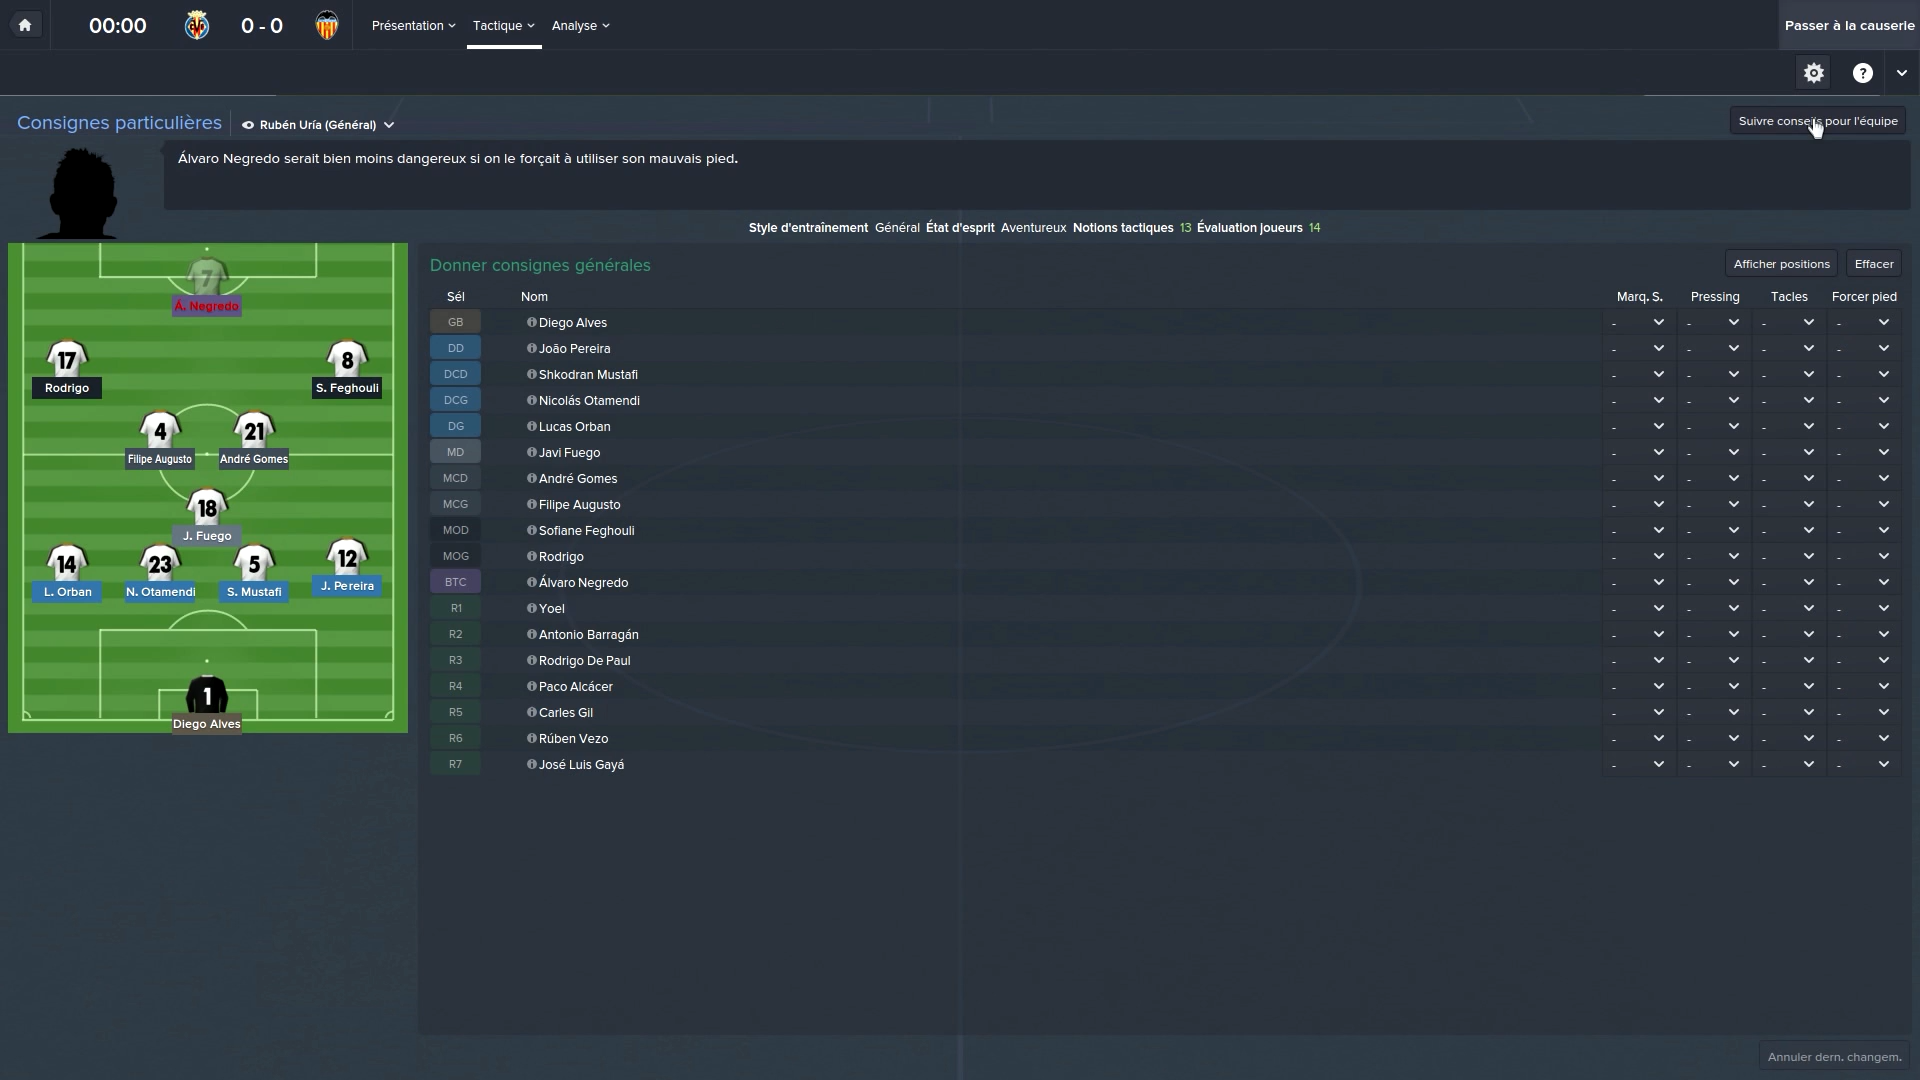 00:00 0 - 0 Présentation Tactique Analyse Passer à la causerie
?
Consignes particulières Rubén Uría (Général) Suivre conseils pour l'équipe
Álvaro Negredo serait bien moins dangereux si on le forçait à utiliser son mauvais pied.
Style d'entraînement Général État d'esprit Aventureux Notions tactiques 13 Évaluation joueurs 14
7
Á. Negredo
17 8
Rodrigo S. Feghouli
4 21
Filipe Augusto André Gomes
18
J. Fuego
14 23 5 12
L. Orban N. Otamendi S. Mustafi J. Pereira
1
Diego Alves
Donner consignes générales Afficher positions Effacer
Sél Nom Marq. S. Pressing Tacles Forcer pied
GB Diego Alves - - - -
DD João Pereira - - - -
DCD Shkodran Mustafi - - - -
DCG Nicolás Otamendi - - - -
DG Lucas Orban - - - -
MD Javi Fuego - - - -
MCD André Gomes - - - -
MCG Filipe Augusto - - - -
MOD Sofiane Feghouli - - - -
MOG Rodrigo - - - -
BTC Álvaro Negredo - - - -
R1 Yoel - - - -
R2 Antonio Barragán - - - -
R3 Rodrigo De Paul - - - -
R4 Paco Alcácer - - - -
R5 Carles Gil - - - -
R6 Rúben Vezo - - - -
R7 José Luis Gayá - - - -
Annuler dern. changem.